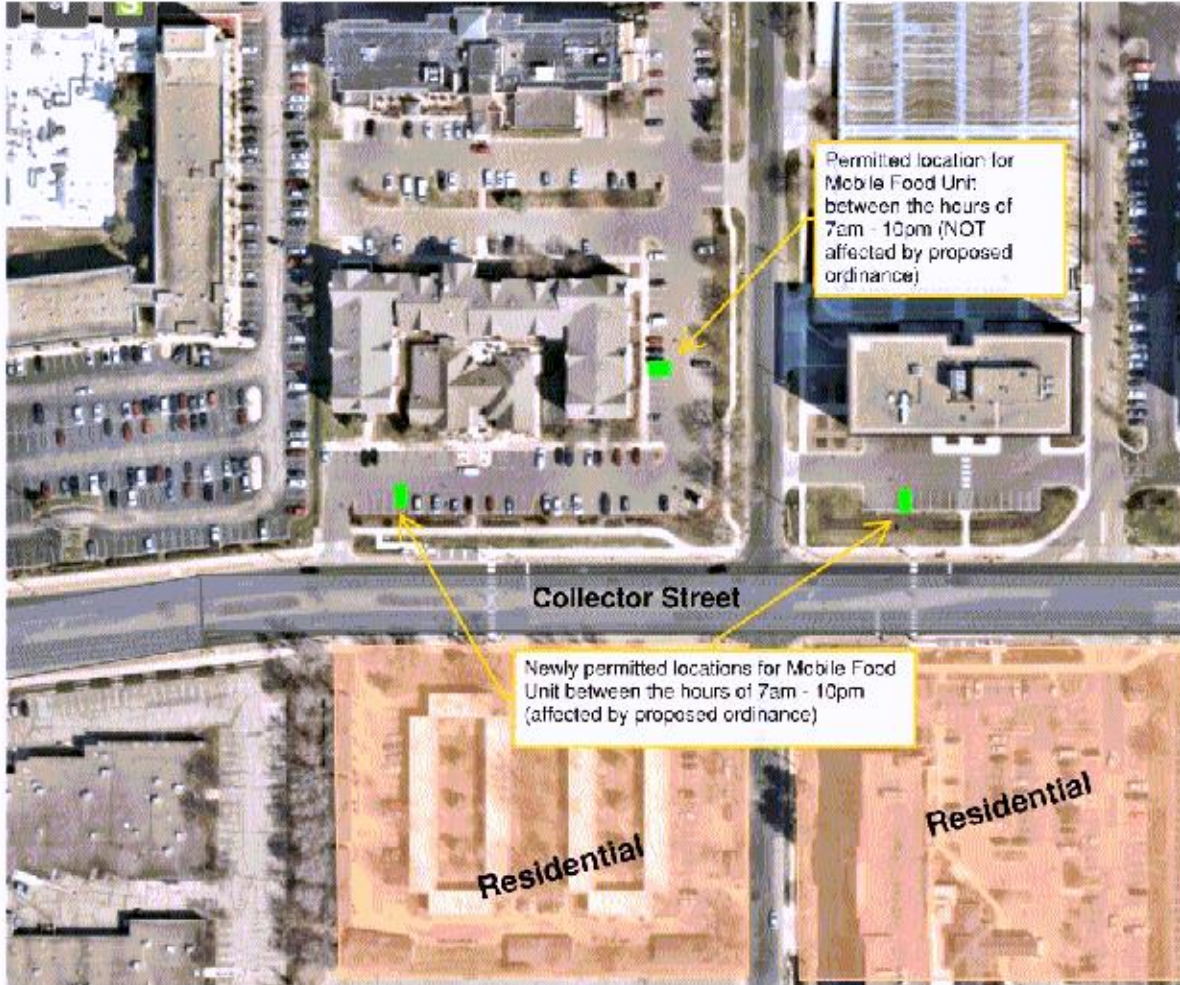 Permitted location for
Mobile Food Unit
between the hours of
7am - 10pm (NOT
affected by proposed
ordinance)
Collector Street
Newly permitted locations for Mobile Food
Unit between the hours of 7am - 10pm
(affected by proposed ordinance)
Residential
Residential